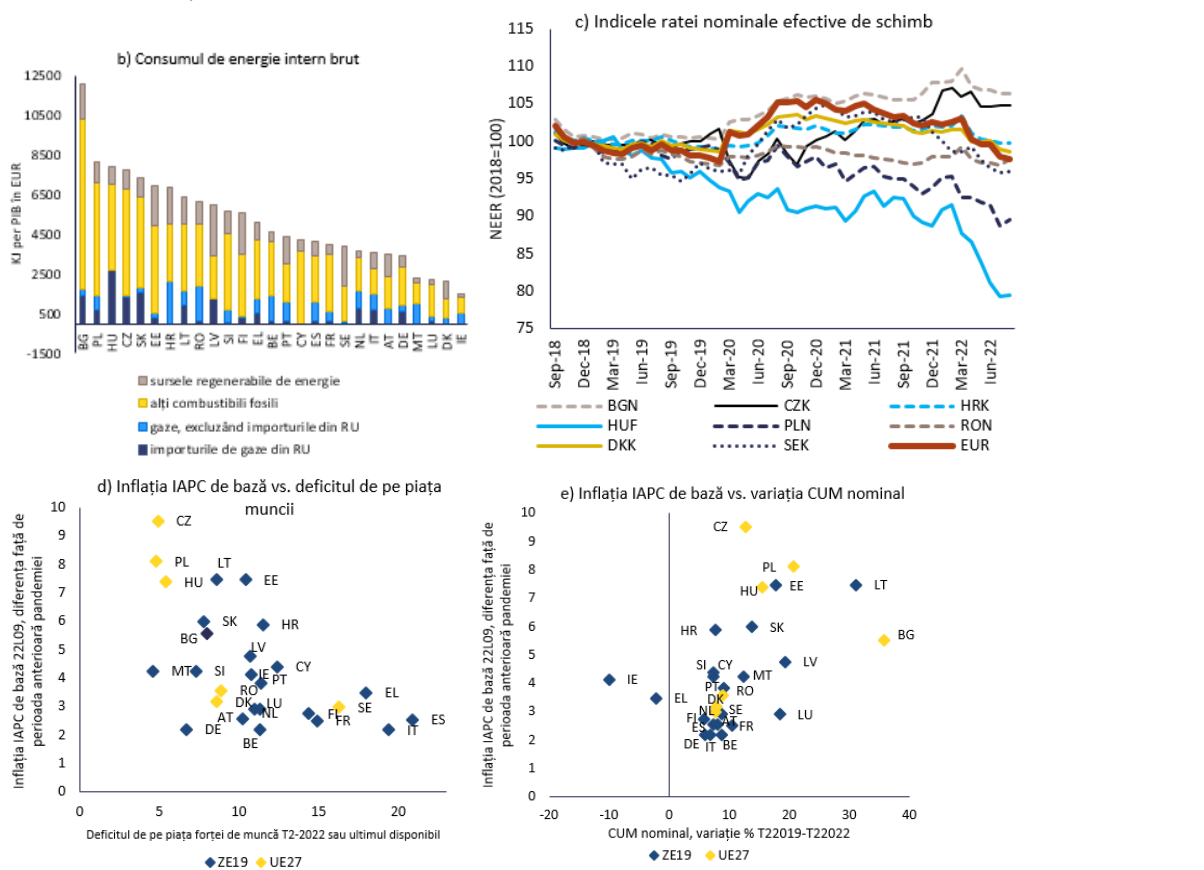 b) Consumul de energie intern brut
KJ per PIB în EUR
12500
10500
8500
6500
4500
2500
500
-1500
BG PL HU CZ SK EE HR LT RO LV SI FI EL BE PT CY ES FR SE NL IT AT DE MT LU DK IE
sursele regenerabile de energie
alți combustibili fosili
gaze, excluzând importurile din RU
importurile de gaze din RU
c) Indicele ratei nominale efective de schimb
NEER (2018=100)
115
110
105
100
95
90
85
80
75
Sep-18 Dec-18 Mar-19 Iun-19 Sep-19 Dec-19 Mar-20 Iun-20 Sep-20 Dec-20 Mar-21 Iun-21 Sep-21 Dec-21 Mar-22 Iun-22
BGN CZK HRK
HUF PLN RON
DKK SEK EUR
d) Inflația IAPC de bază vs. deficitul de pe piața
muncii
Inflația IAPC de bază 22L09, diferența față de
perioada anterioară pandemiei
10
9
8
7
6
5
4
3
2
1
0
CZ
PL LT
HU EE
SK HR
BG
LV
MT SI IE CY
PT
RO EL
DK LU SE
AT NL FI FR ES
DE BE IT
0 5 10 15 20
Deficitul de pe piața forței de muncă T2-2022 sau ultimul disponibil
ZE19 UE27
e) Inflația IAPC de bază vs. variația CUM nominal
Inflația IAPC de bază 22L09, diferența față de
perioada anterioară pandemiei
10
9
8
7
6
5
4
3
2
1
0
CZ
PL
HU EE LT
HR SK BG
SI CY LV
IE MT
EL PT RO
DK
NL SE LU
FI AT
ES FR
DE IT BE
-20 -10 0 10 20 30 40
CUM nominal, variație % T22019-T22022
ZE19 UE27